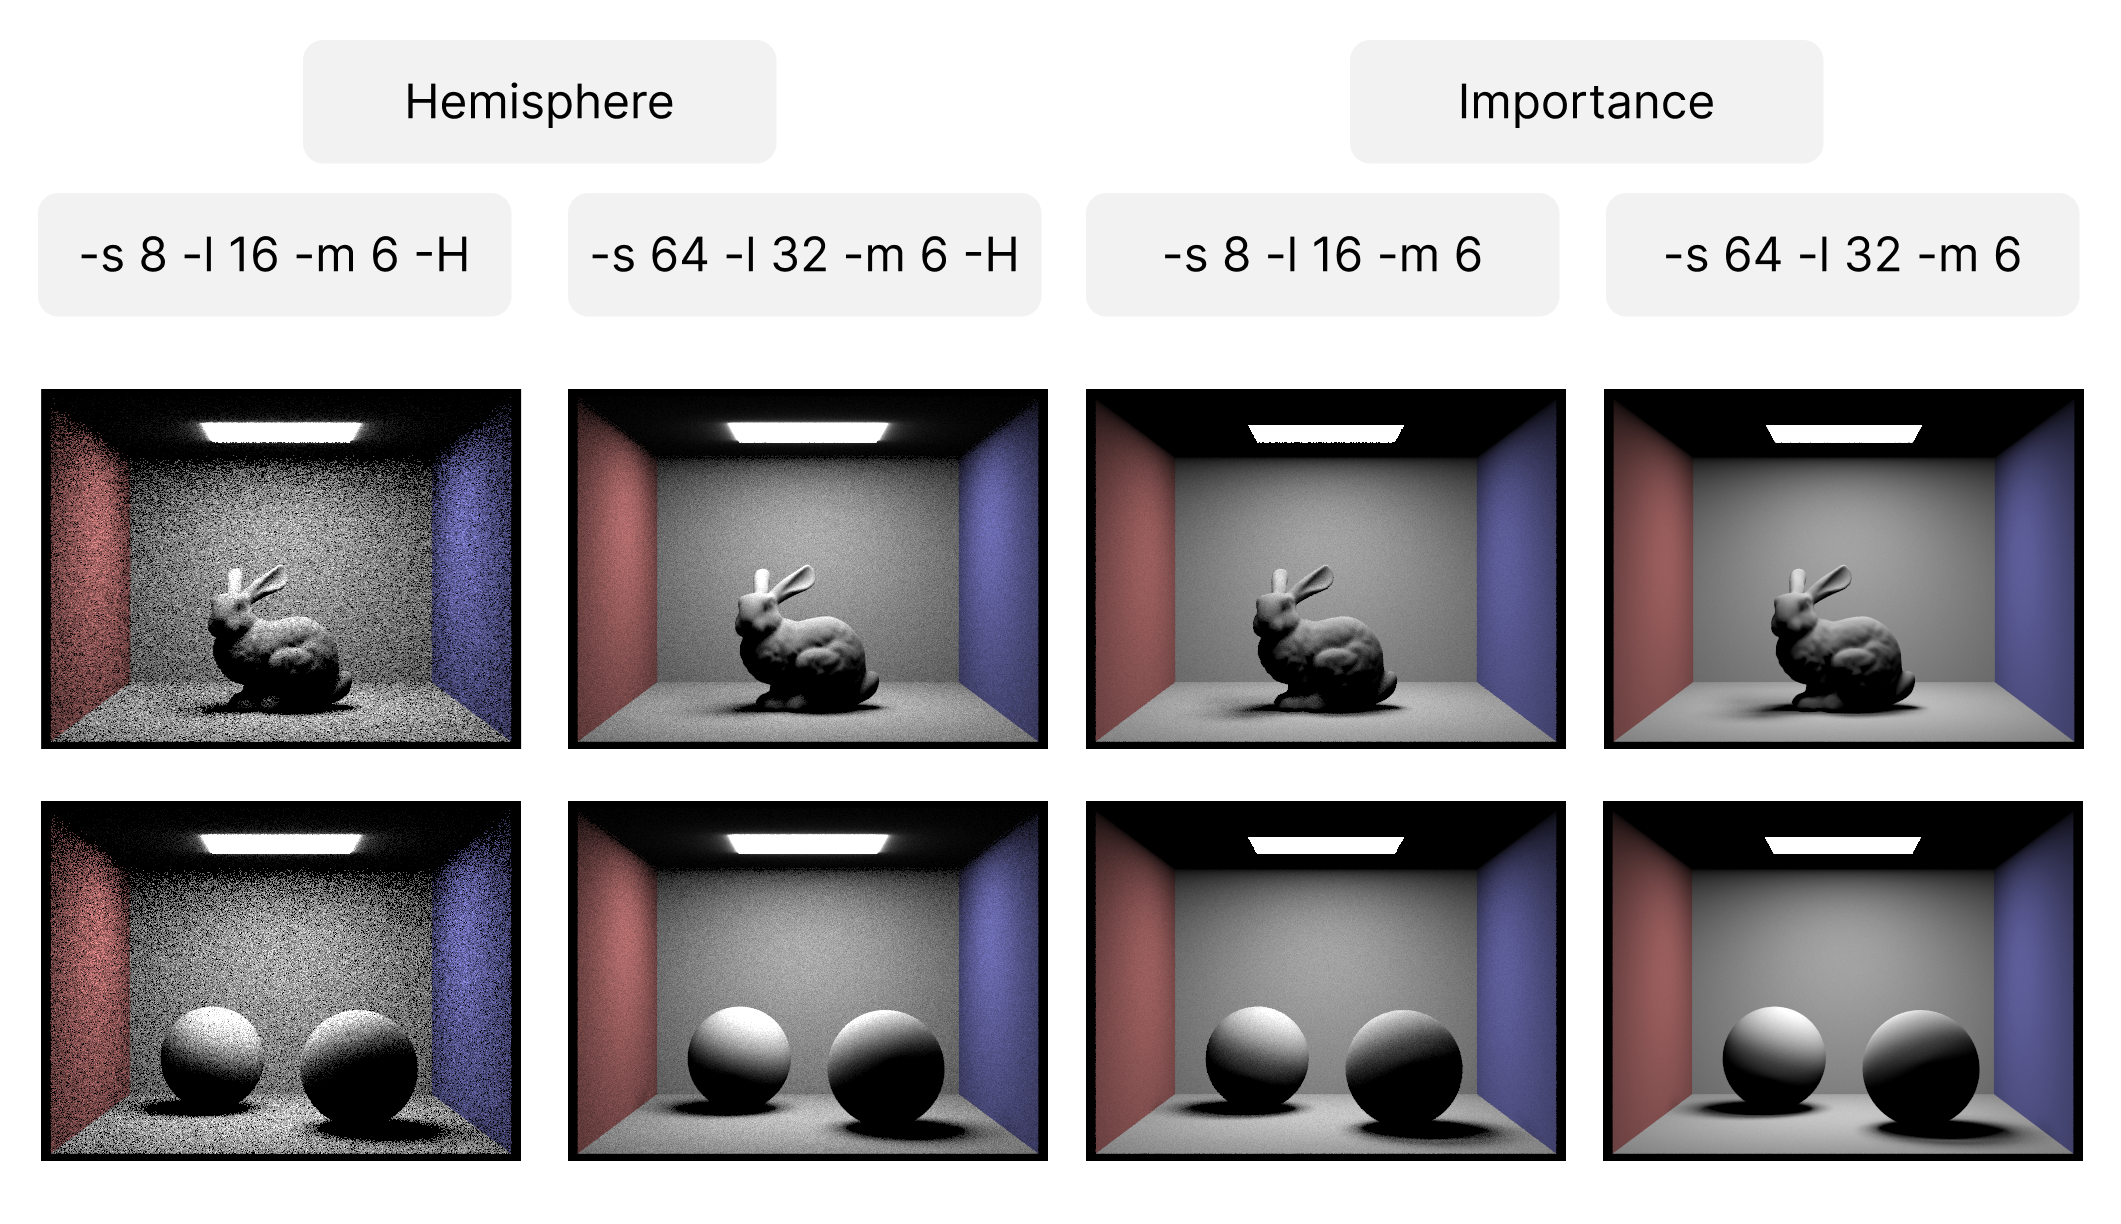 Hemisphere
Importance
-s 8 -l 16 -m 6 -H
-s 64 -l 32 -m 6 -H
-s 8 -l 16 -m 6
-s 64 -l 32 -m 6